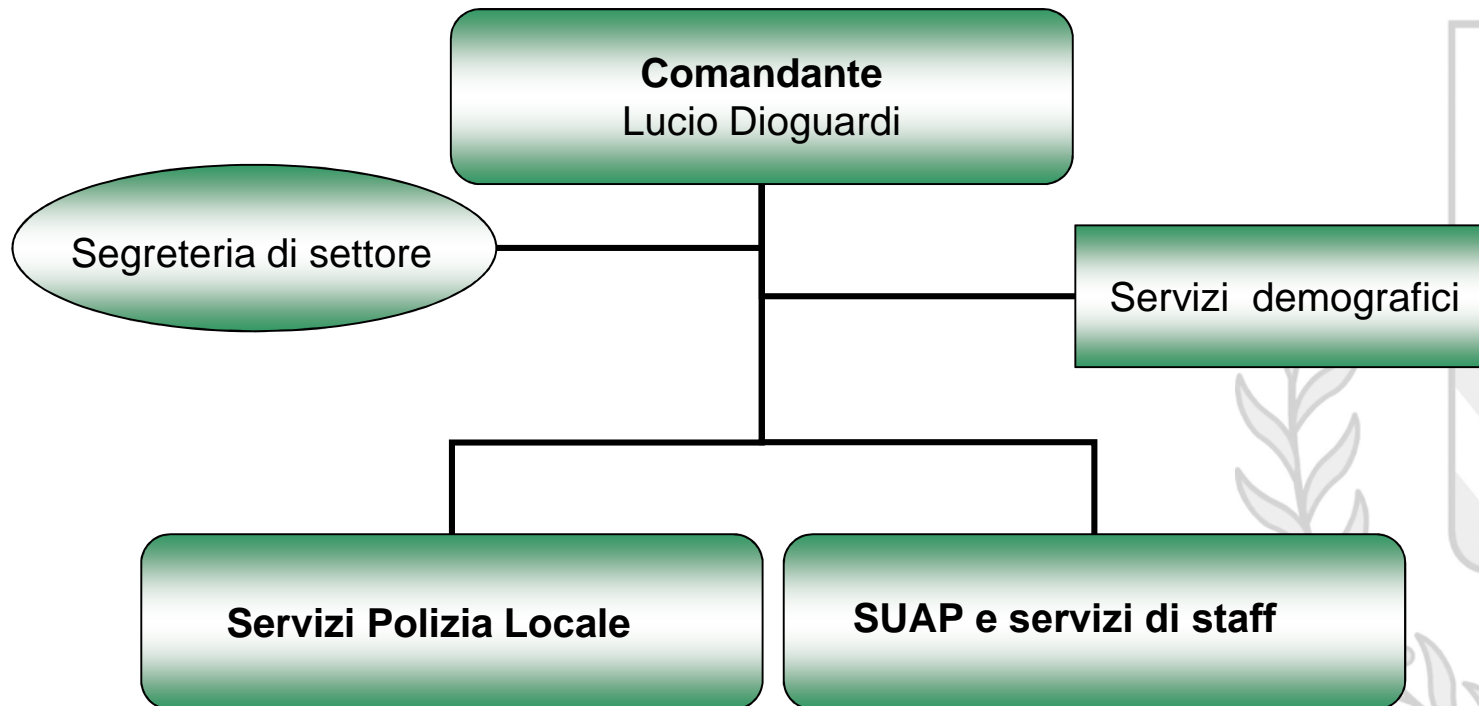 Comandante
Lucio Dioguardi
Segreteria di settore
Servizi demografici
Servizi Polizia Locale
SUAP e servizi di staff